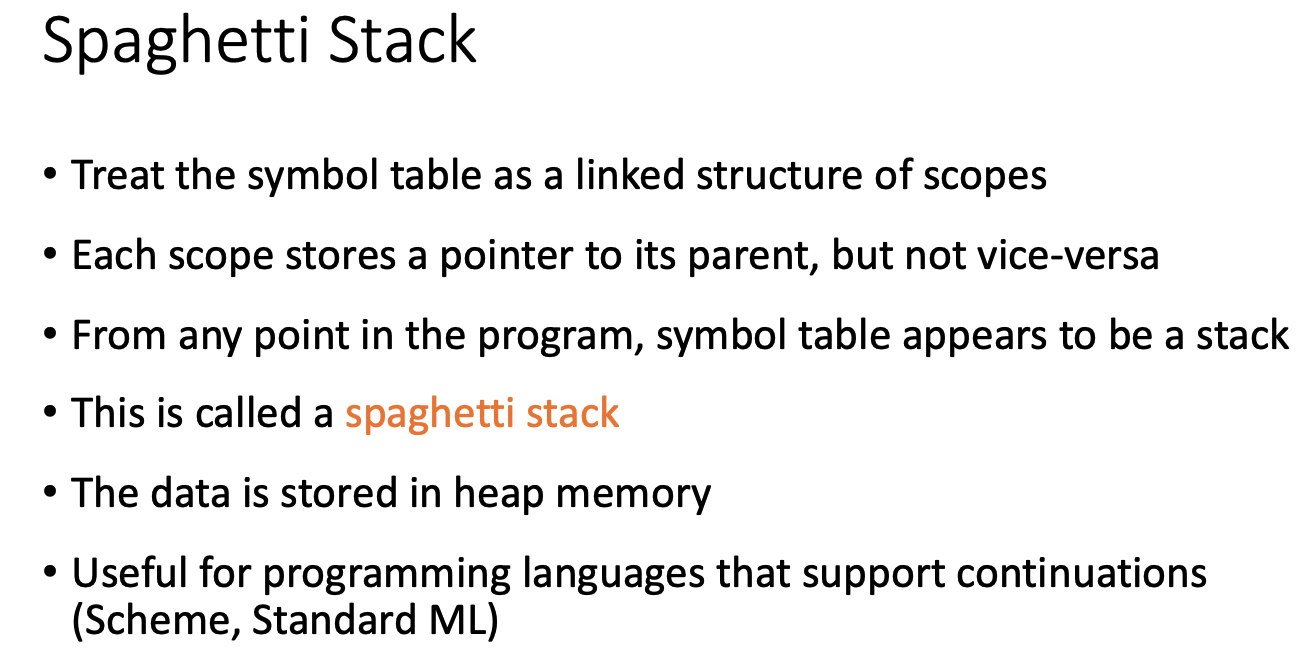 Spaghetti Stack
• Treat the symbol table as a linked structure of scopes
• Each scope stores a pointer to its parent, but not vice-versa
• From any point in the program, symbol table appears to be a stack
• This is called a spaghetti stack
• The data is stored in heap memory
• Useful for programming languages that support continuations
(Scheme, Standard ML)